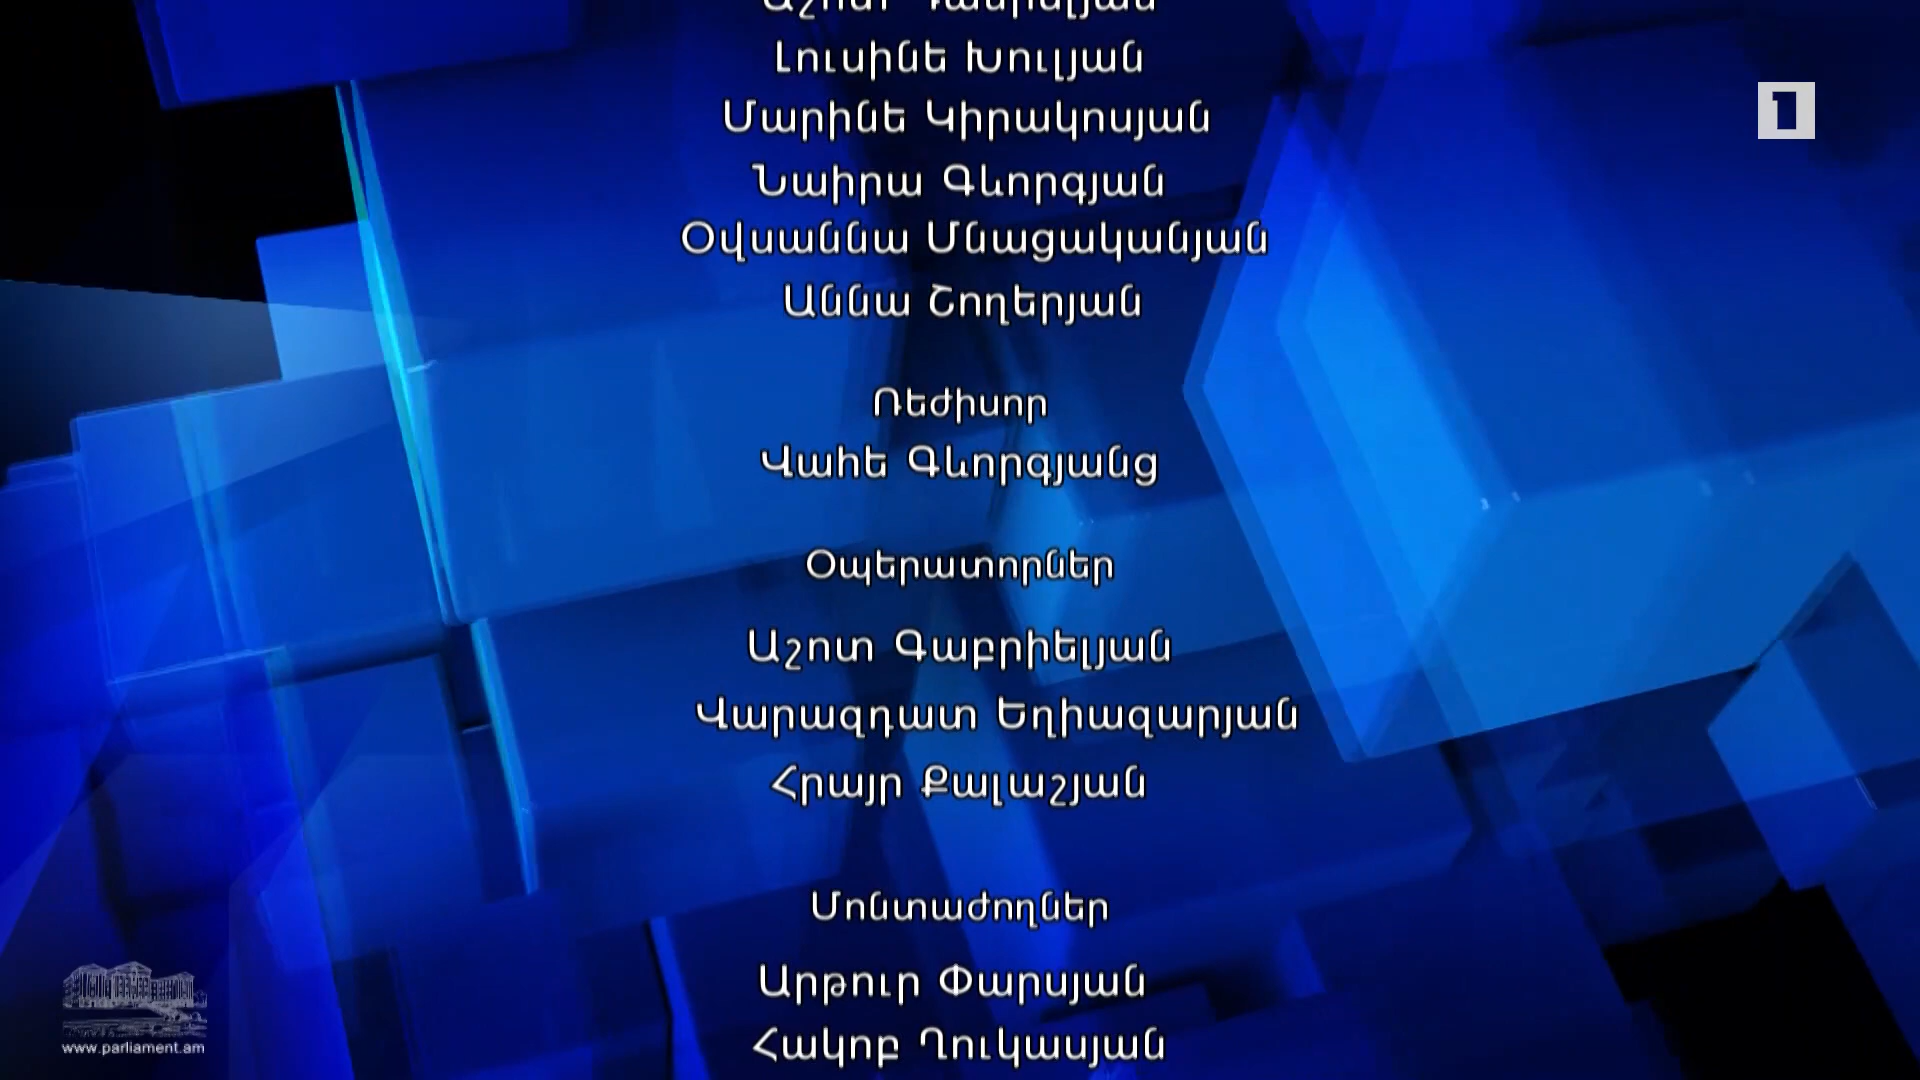 Լուսինե Խուլյան
Մարինե Կիրակոսյան
Նաիրա Գևորգյան
Օվսաննա Մնացականյան
Աննա Շողերյան
Ռեժիսոր
Վահե Գևորգյանց
Օպերատորներ
Աշոտ Գաբրիելյան
Վարազդատ Եղիազարյան
Հրայր Քալաշյան
Մոնտաժողներ
Արթուր Փարսյան
Հակոբ Ղուկասյան
1
www.parliament.am